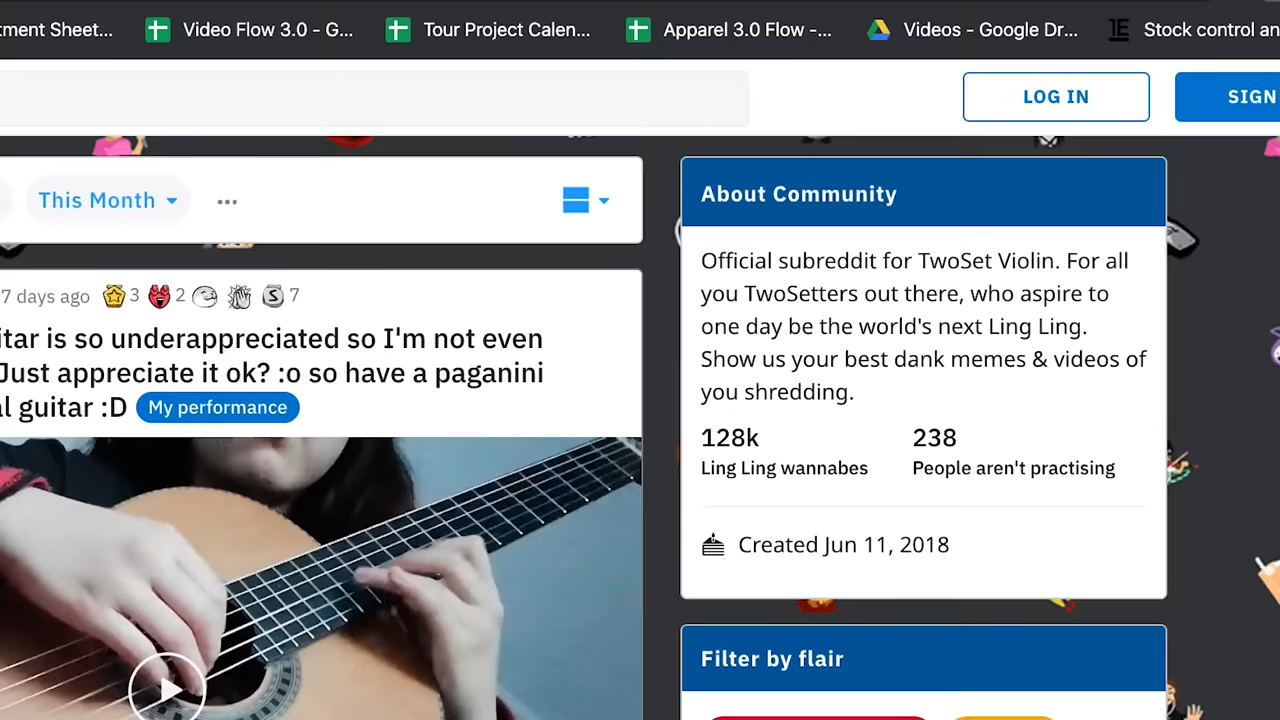 tment Sheet... Video Flow 3.0 - G... Tour Project Calen... Apparel 3.0 Flow -... Videos - Google Dr... 1E Stock control an
LOG IN SIGN
This Month ...
7 days ago 3 2 S 7
itar is so underappreciated so I'm not even
Just appreciate it ok? :o so have a paganini
al guitar :D My performance
About Community
Official subreddit for TwoSet Violin. For all
you TwoSetters out there, who aspire to
one day be the world's next Ling Ling.
Show us your best dank memes & videos of
you shredding.
128k 238
Ling Ling wannabes People aren't practising
Created Jun 11, 2018
Filter by flair